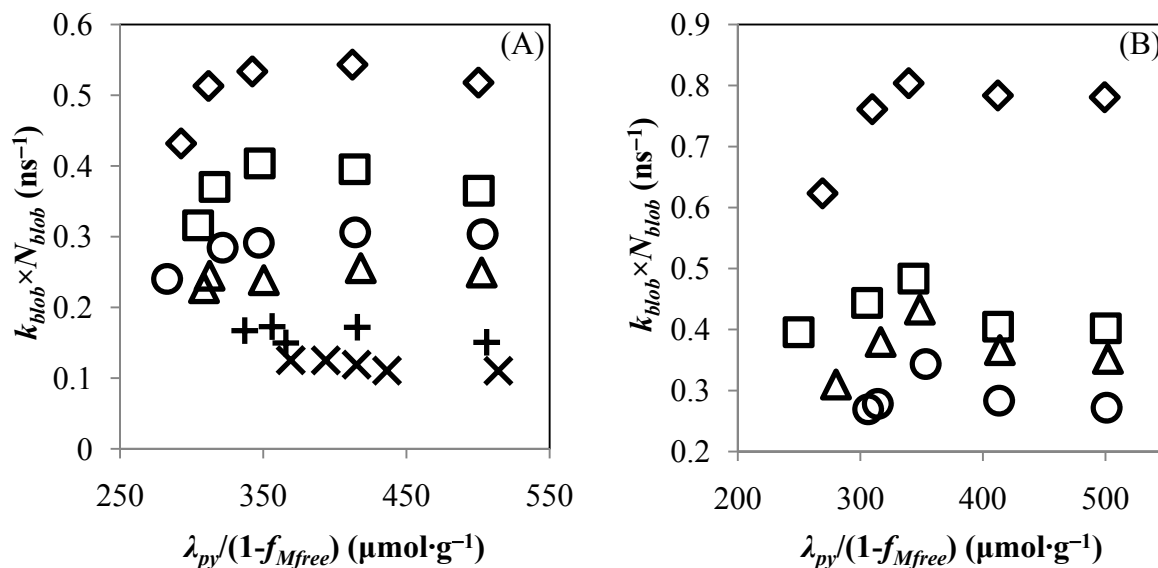 (A)
k_blob×N_blob (ns⁻¹)
0.6
0.5
0.4
0.3
0.2
0.1
0
250 350 450 550
λ_py/(1-f_Mfree) (μmol·g⁻¹)
(B)
k_blob×N_blob (ns⁻¹)
0.9
0.8
0.7
0.6
0.5
0.4
0.3
0.2
200 300 400 500
λ_py/(1-f_Mfree) (μmol·g⁻¹)